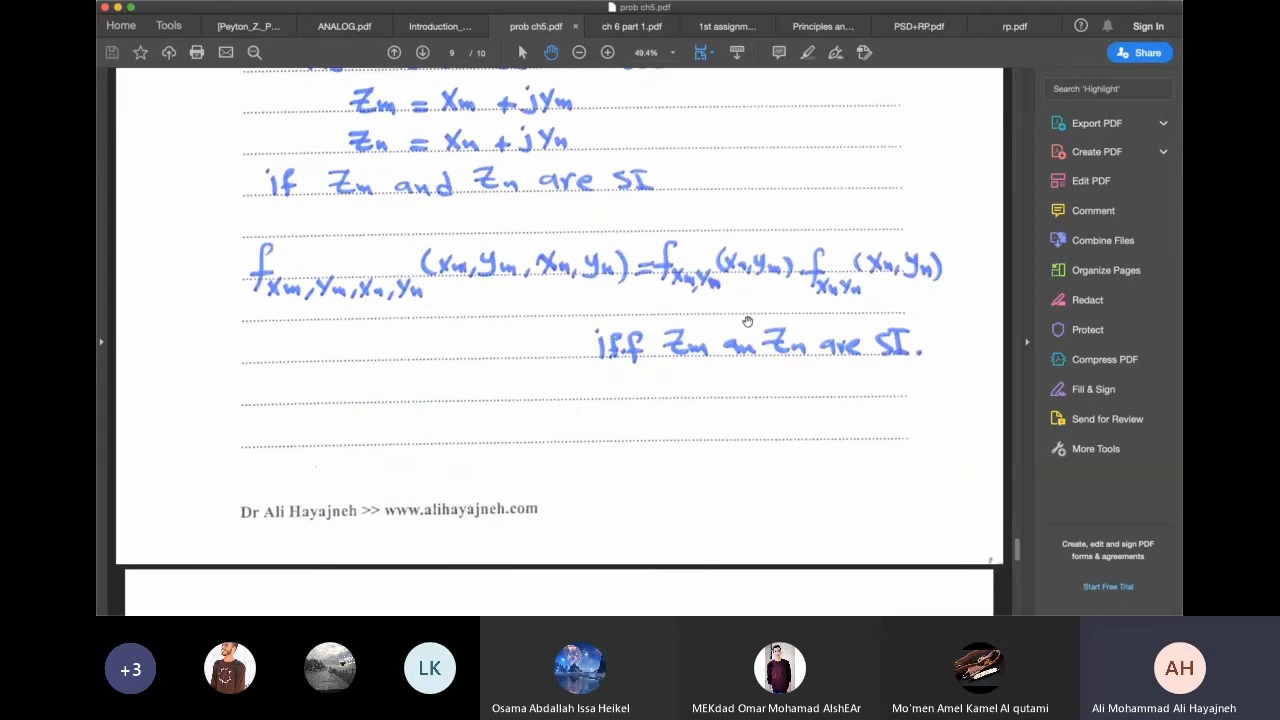 prob ch5.pdf
Home Tools [Peyton_Z,_P... ANALOG.pdf Introduction_... prob ch5.pdf × ch 6 part 1.pdf 1st assignm... Principles an... PSD+RP.pdf rp.pdf Sign In
9 / 10 49.4% Share
Zm = Xm + jYm
Zn = Xn + jYn
if Zm and Zn are SI
fXm,Ym,Xn,Yn (xm,ym,xn,yn) = fXm,Ym (xm,ym) . fXnYn (xn,yn)
iff Zm an Zn are SI.
Dr Ali Hayajneh >> www.alihayajneh.com
Search 'Highlight'
Export PDF
Create PDF
Edit PDF
Comment
Combine Files
Organize Pages
Redact
Protect
Compress PDF
Fill & Sign
Send for Review
More Tools
Create, edit and sign PDF
forms & agreements
Start Free Trial
+3 LK AH
Osama Abdallah Issa Heikel MEKdad Omar Mohamad AlshEAr Mo'men Amel Kamel Al qutami Ali Mohammad Ali Hayajneh